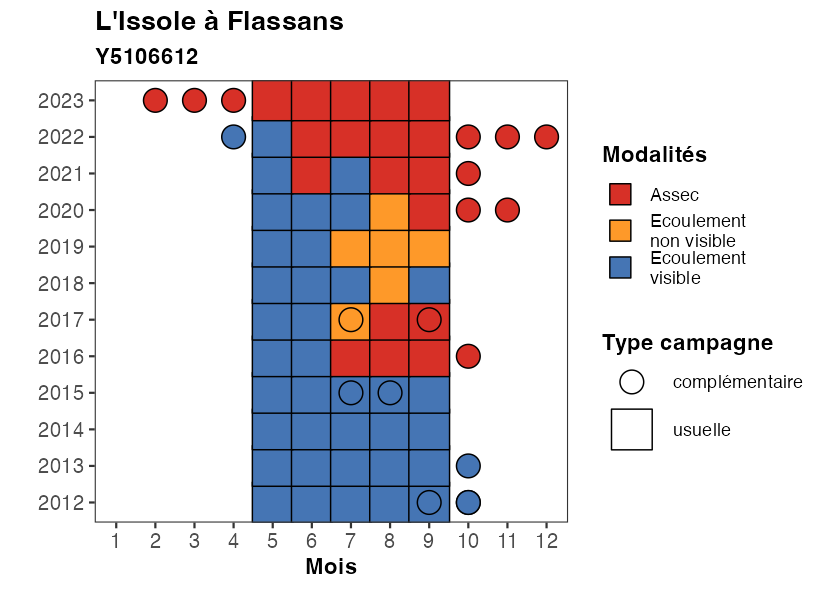 L'Issole à Flassans
Y5106612
2023
2022
2021
2020
2019
2018
2017
2016
2015
2014
2013
2012
1 2 3 4 5 6 7 8 9 10 11 12
Mois
Modalités
Assec
Ecoulement
non visible
Ecoulement
visible
Type campagne
complémentaire
usuelle